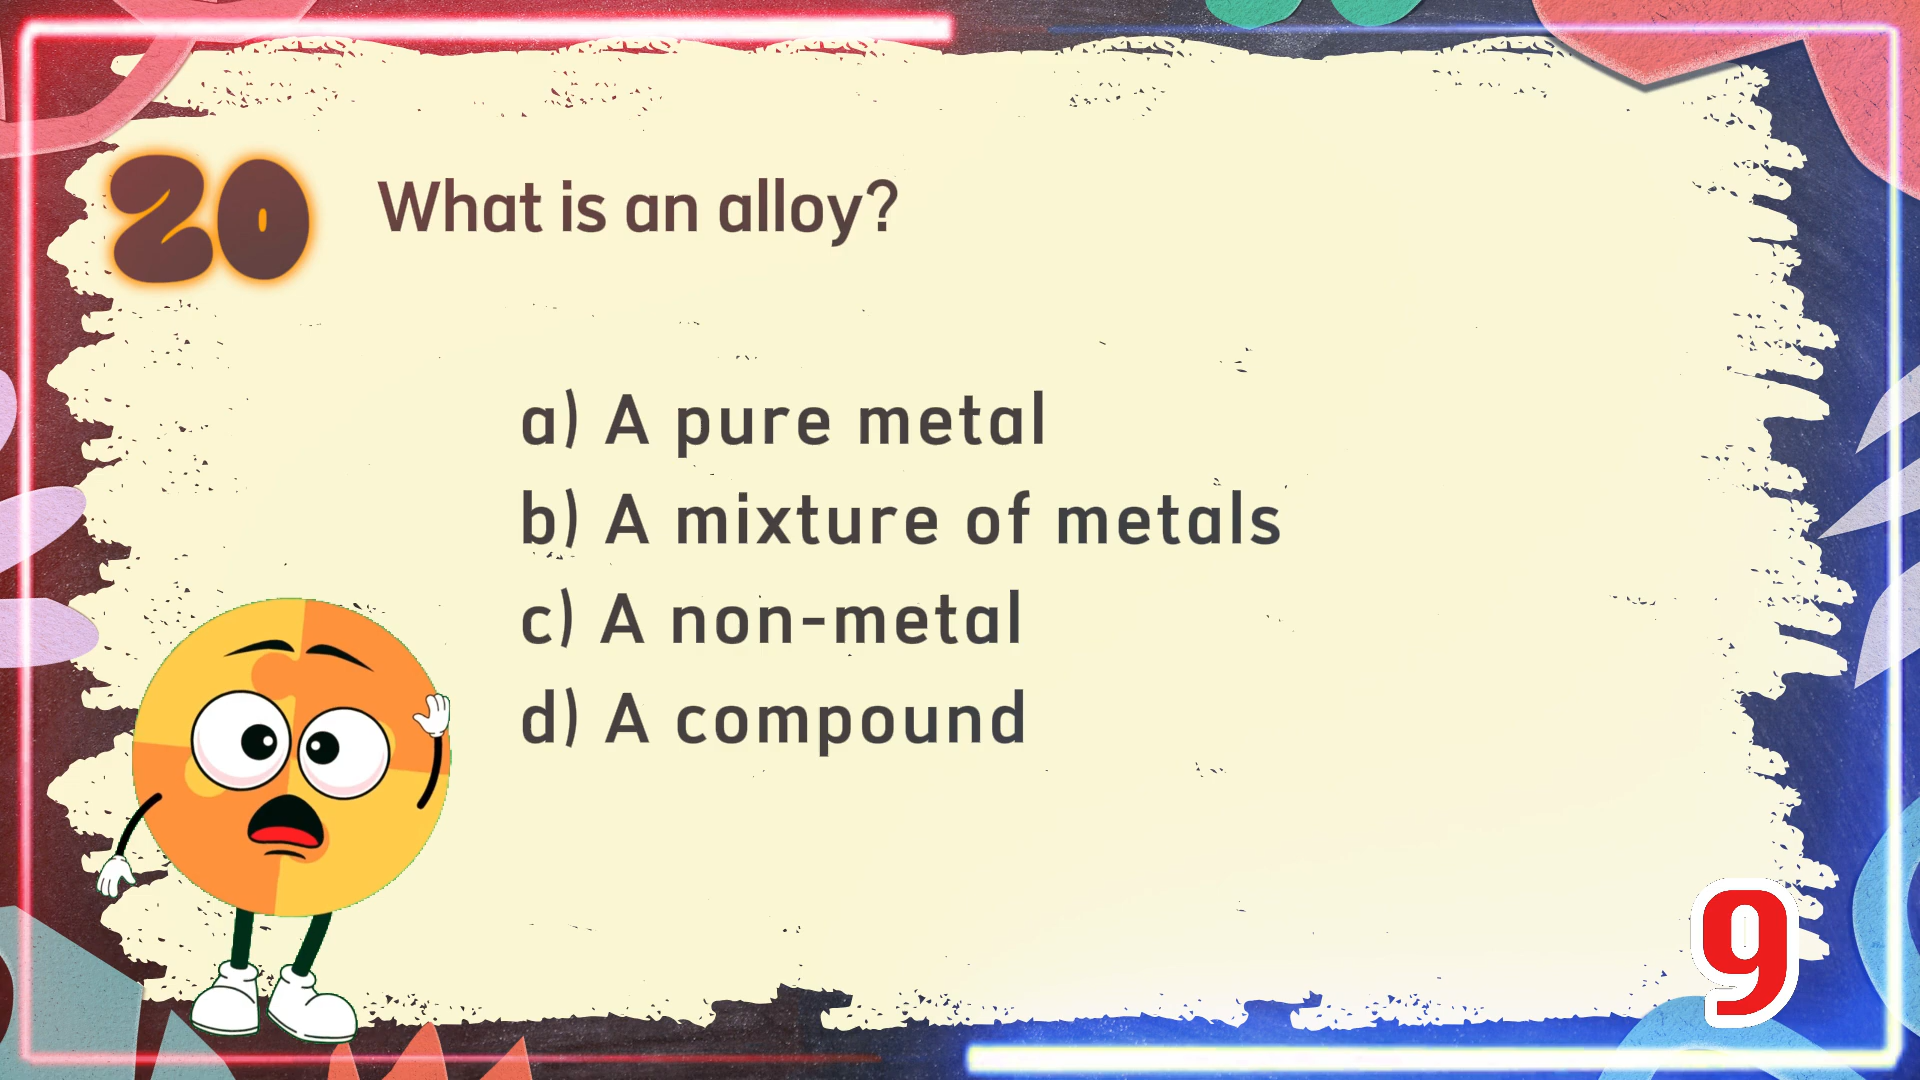 20 What is an alloy?
a) A pure metal
b) A mixture of metals
c) A non-metal
d) A compound
9